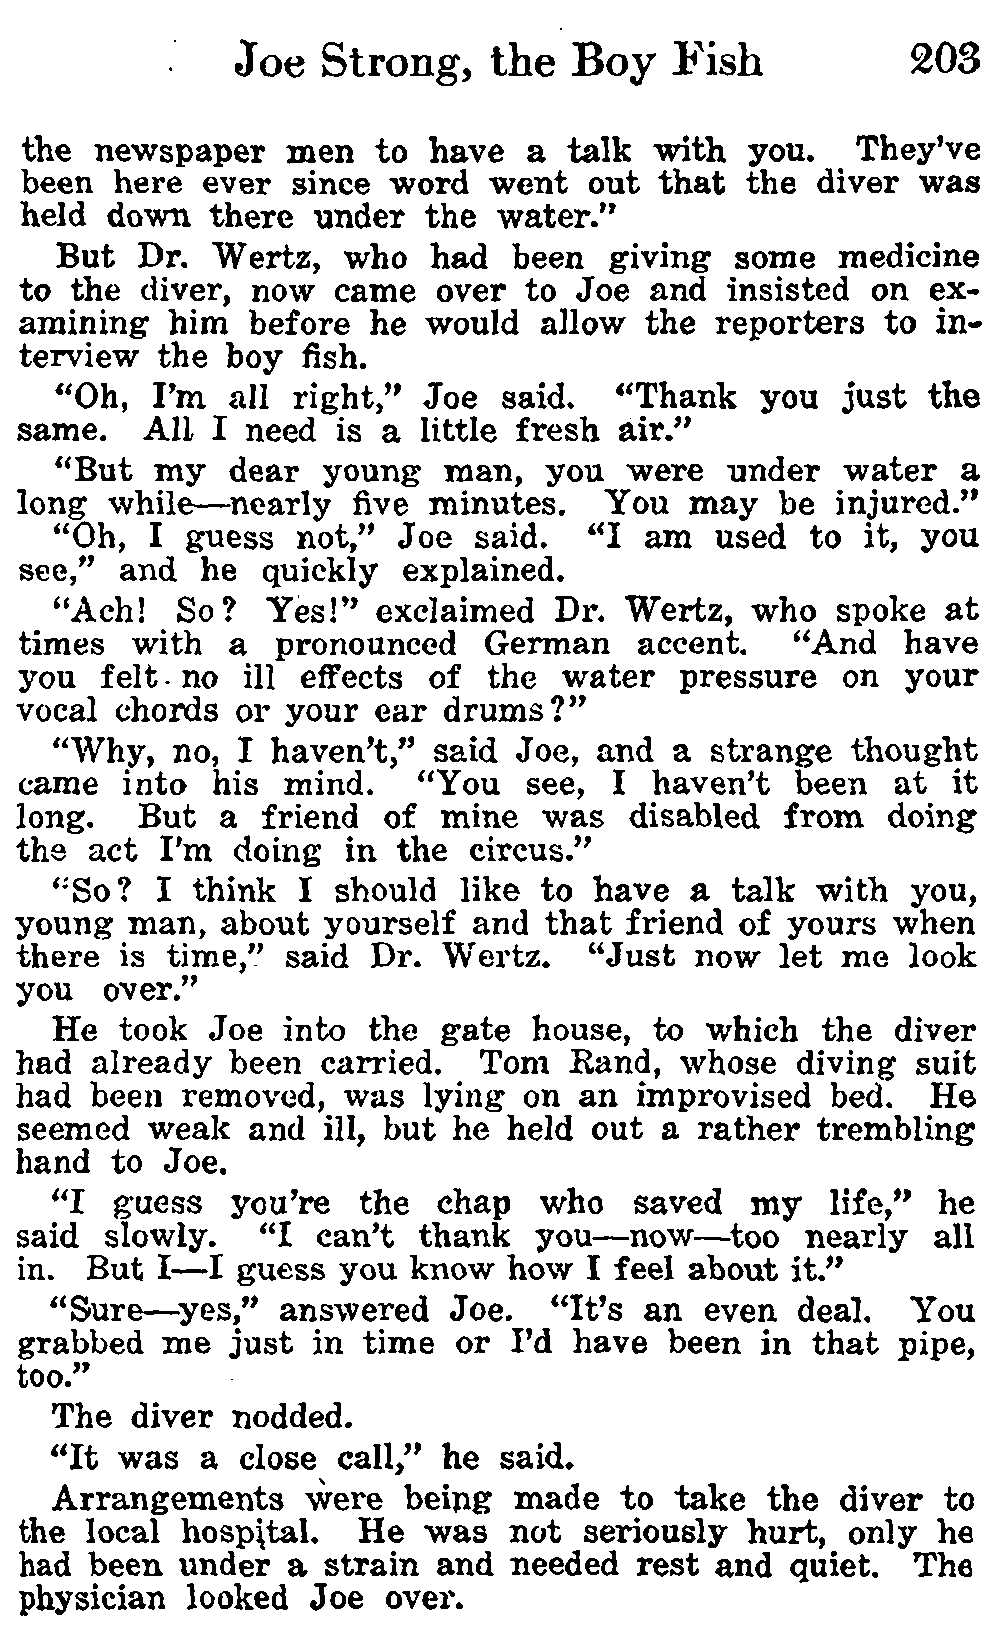 Joe Strong, the Boy Fish 203
the newspaper men to have a talk with you. They've
been here ever since word went out that the diver was
held down there under the water."
But Dr. Wertz, who had been giving some medicine
to the diver, now came over to Joe and insisted on ex-
amining him before he would allow the reporters to in-
terview the boy fish.
"Oh, I'm all right," Joe said. "Thank you just the
same. All I need is a little fresh air."
"But my dear young man, you were under water a
long while—nearly five minutes. You may be injured."
"Oh, I guess not," Joe said. "I am used to it, you
see," and he quickly explained.
"Ach! So? Yes!" exclaimed Dr. Wertz, who spoke at
times with a pronounced German accent. "And have
you felt no ill effects of the water pressure on your
vocal chords or your ear drums?"
"Why, no, I haven't," said Joe, and a strange thought
came into his mind. "You see, I haven't been at it
long. But a friend of mine was disabled from doing
the act I'm doing in the circus."
"So? I think I should like to have a talk with you,
young man, about yourself and that friend of yours when
there is time," said Dr. Wertz. "Just now let me look
you over."
He took Joe into the gate house, to which the diver
had already been carried. Tom Rand, whose diving suit
had been removed, was lying on an improvised bed. He
seemed weak and ill, but he held out a rather trembling
hand to Joe.
"I guess you're the chap who saved my life," he
said slowly. "I can't thank you—now—too nearly all
in. But I—I guess you know how I feel about it."
"Sure—yes," answered Joe. "It's an even deal. You
grabbed me just in time or I'd have been in that pipe,
too."
The diver nodded.
"It was a close call," he said.
Arrangements were being made to take the diver to
the local hospital. He was not seriously hurt, only he
had been under a strain and needed rest and quiet. The
physician looked Joe over.